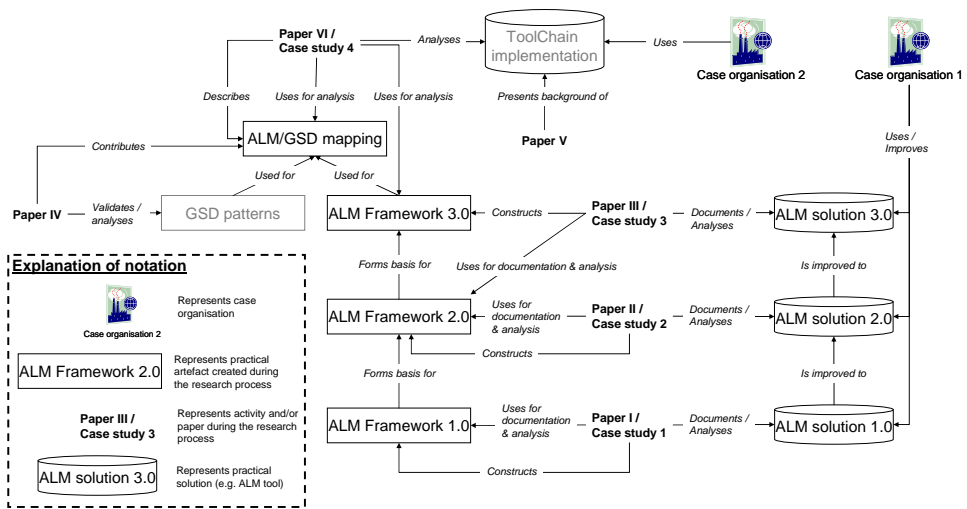 Paper VI /
Case study 4
Analyses
ToolChain
implementation
Uses
Case organisation 2
Case organisation 1
Describes
Uses for analysis
Uses for analysis
Presents background of
Uses /
Improves
ALM/GSD mapping
Paper V
Contributes
Used for
Used for
Paper IV
Validates /
analyses
GSD patterns
ALM Framework 3.0
Constructs
Paper III /
Case study 3
Documents /
Analyses
ALM solution 3.0
Forms basis for
Uses for documentation & analysis
Is improved to
ALM Framework 2.0
Uses for
documentation
& analysis
Paper II /
Case study 2
Documents /
Analyses
ALM solution 2.0
Constructs
Forms basis for
Is improved to
ALM Framework 1.0
Uses for
documentation
& analysis
Paper I /
Case study 1
Documents /
Analyses
ALM solution 1.0
Constructs
Explanation of notation
Case organisation 2
Represents case
organisation
ALM Framework 2.0
Represents practical
artefact created during
the research process
Paper III /
Case study 3
Represents activity and/or
paper during the research
process
ALM solution 3.0
Represents practical
solution (e.g. ALM tool)